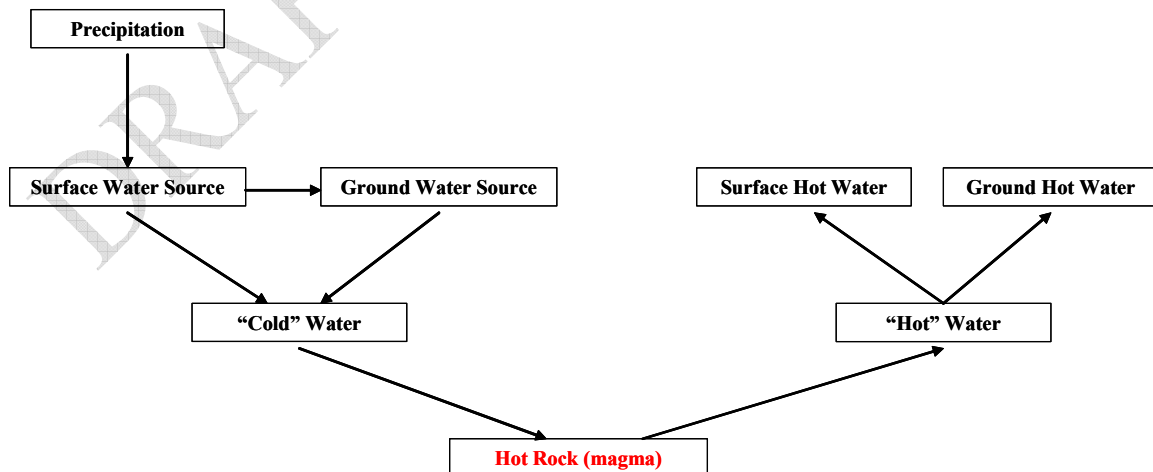 Precipitation
DRAF
Surface Water Source
Ground Water Source
Surface Hot Water
Ground Hot Water
“Cold” Water
“Hot” Water
Hot Rock (magma)